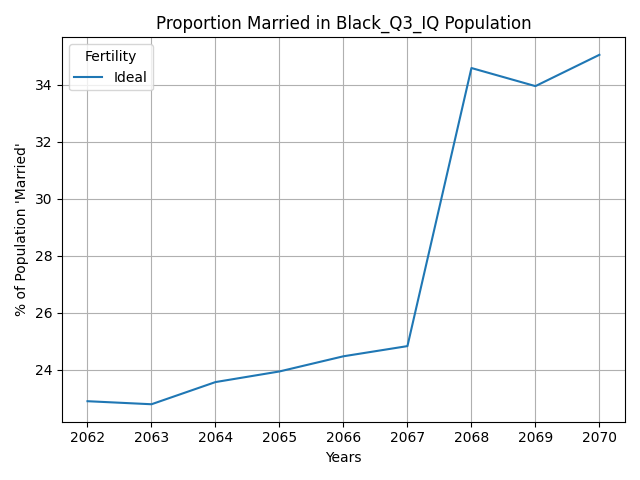 Proportion Married in Black_Q3_IQ Population
Fertility
Ideal
% of Population 'Married'
34
32
30
28
26
24
2062 2063 2064 2065 2066 2067 2068 2069 2070
Years